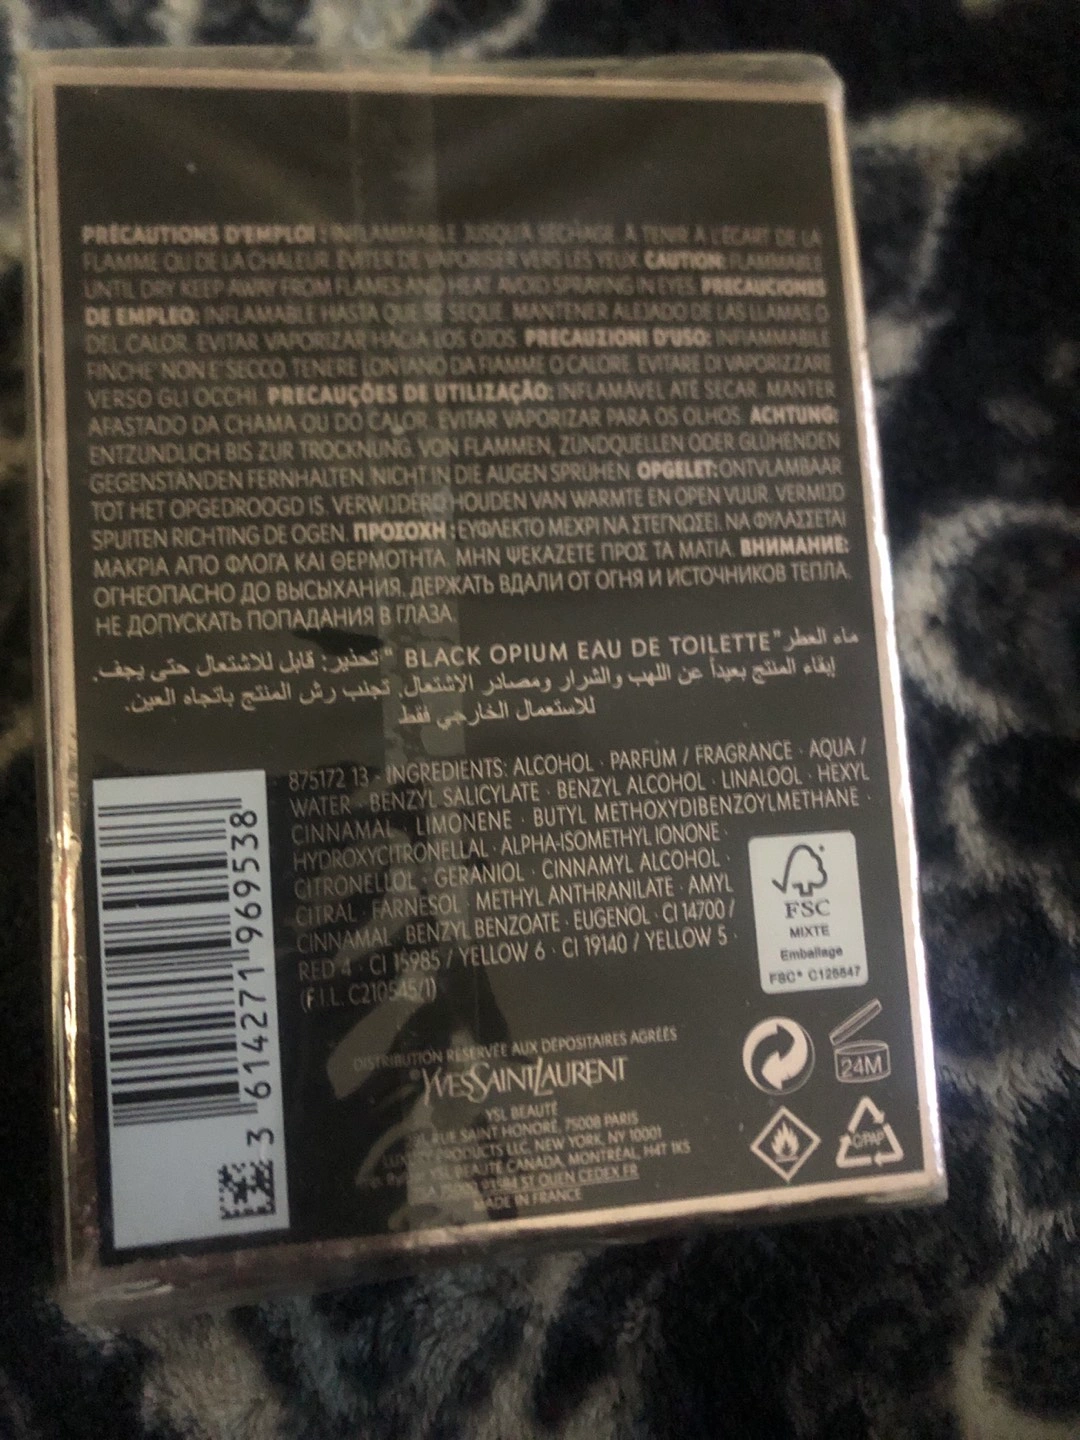 PRÉCAUTIONS D'EMPLOI : INFLAMMABLE JUSQU'À SÉCHAGE. À TENIR À L'ÉCART DE LA
FLAMME OU DE LA CHALEUR. ÉVITER DE VAPORISER VERS LES YEUX. CAUTION: FLAMMABLE
UNTIL DRY. KEEP AWAY FROM FLAMES AND HEAT. AVOID SPRAYING IN EYES. PRECAUCIONES
DE EMPLEO: INFLAMABLE HASTA QUE SE SEQUE. MANTENER ALEJADO DE LAS LLAMAS O
DEL CALOR. EVITAR VAPORIZAR HACIA LOS OJOS. PRECAUZIONI D'USO: INFIAMMABILE
FINCHE' NON E' SECCO. TENERE LONTANO DA FIAMME O CALORE. EVITARE DI VAPORIZZARE
VERSO GLI OCCHI. PRECAUÇÕES DE UTILIZAÇÃO: INFLAMÁVEL ATÉ SECAR. MANTER
AFASTADO DA CHAMA OU DO CALOR. EVITAR VAPORIZAR PARA OS OLHOS. ACHTUNG:
ENTZÜNDLICH BIS ZUR TROCKNUNG. VON FLAMMEN, ZÜNDQUELLEN ODER GLÜHENDEN
GEGENSTÄNDEN FERNHALTEN. NICHT IN DIE AUGEN SPRÜHEN. OPGELET: ONTVLAMBAAR
TOT HET OPGEDROOGD IS. VERWIJDERD HOUDEN VAN WARMTE EN OPEN VUUR. VERMIJD
SPUITEN RICHTING DE OGEN. ΠΡΟΣΟΧΗ : ΕΥΦΛΕΚΤΟ ΜΕΧΡΙ ΝΑ ΣΤΕΓΝΩΣΕΙ. ΝΑ ΦΥΛΑΣΣΕΤΑΙ
ΜΑΚΡΙΑ ΑΠΟ ΦΛΟΓΑ ΚΑΙ ΘΕΡΜΟΤΗΤΑ. ΜΗΝ ΨΕΚΑΖΕΤΕ ΠΡΟΣ ΤΑ ΜΑΤΙΑ. ВНИМАНИЕ:
ОГНЕОПАСНО ДО ВЫСЫХАНИЯ. ДЕРЖАТЬ ВДАЛИ ОТ ОГНЯ И ИСТОЧНИКОВ ТЕПЛА.
НЕ ДОПУСКАТЬ ПОПАДАНИЯ В ГЛАЗА.
ماء العطر "BLACK OPIUM EAU DE TOILETTE" تحذير: قابل للاشتعال حتى يجف.
إبقاء المنتج بعيداً عن اللهب والشرار ومصادر الاشتعال. تجنب رش المنتج باتجاه العين.
للاستعمال الخارجي فقط
875172 13 - INGREDIENTS: ALCOHOL · PARFUM / FRAGRANCE · AQUA /
WATER · BENZYL SALICYLATE · BENZYL ALCOHOL · LINALOOL · HEXYL
CINNAMAL · LIMONENE · BUTYL METHOXYDIBENZOYLMETHANE ·
HYDROXYCITRONELLAL · ALPHA-ISOMETHYL IONONE ·
CITRONELLOL · GERANIOL · CINNAMYL ALCOHOL ·
CITRAL · FARNESOL · METHYL ANTHRANILATE · AMYL
CINNAMAL · BENZYL BENZOATE · EUGENOL · CI 14700 /
RED 4 · CI 15985 / YELLOW 6 · CI 19140 / YELLOW 5 ·
(F.I.L. C210545/1)
3 614271 969538
FSC
MIXTE
Emballage
FSC® C125847
DISTRIBUTION RÉSERVÉE AUX DÉPOSITAIRES AGRÉÉS
YVESSAINTLAURENT
YSL BEAUTÉ
RUE SAINT HONORÉ, 75008 PARIS
PRODUCTS LLC, NEW YORK, NY 10001
BEAUTÉ CANADA, MONTRÉAL, H4T 1K5
ST OUEN CEDEX.FR
MADE IN FRANCE
24M
CPAP